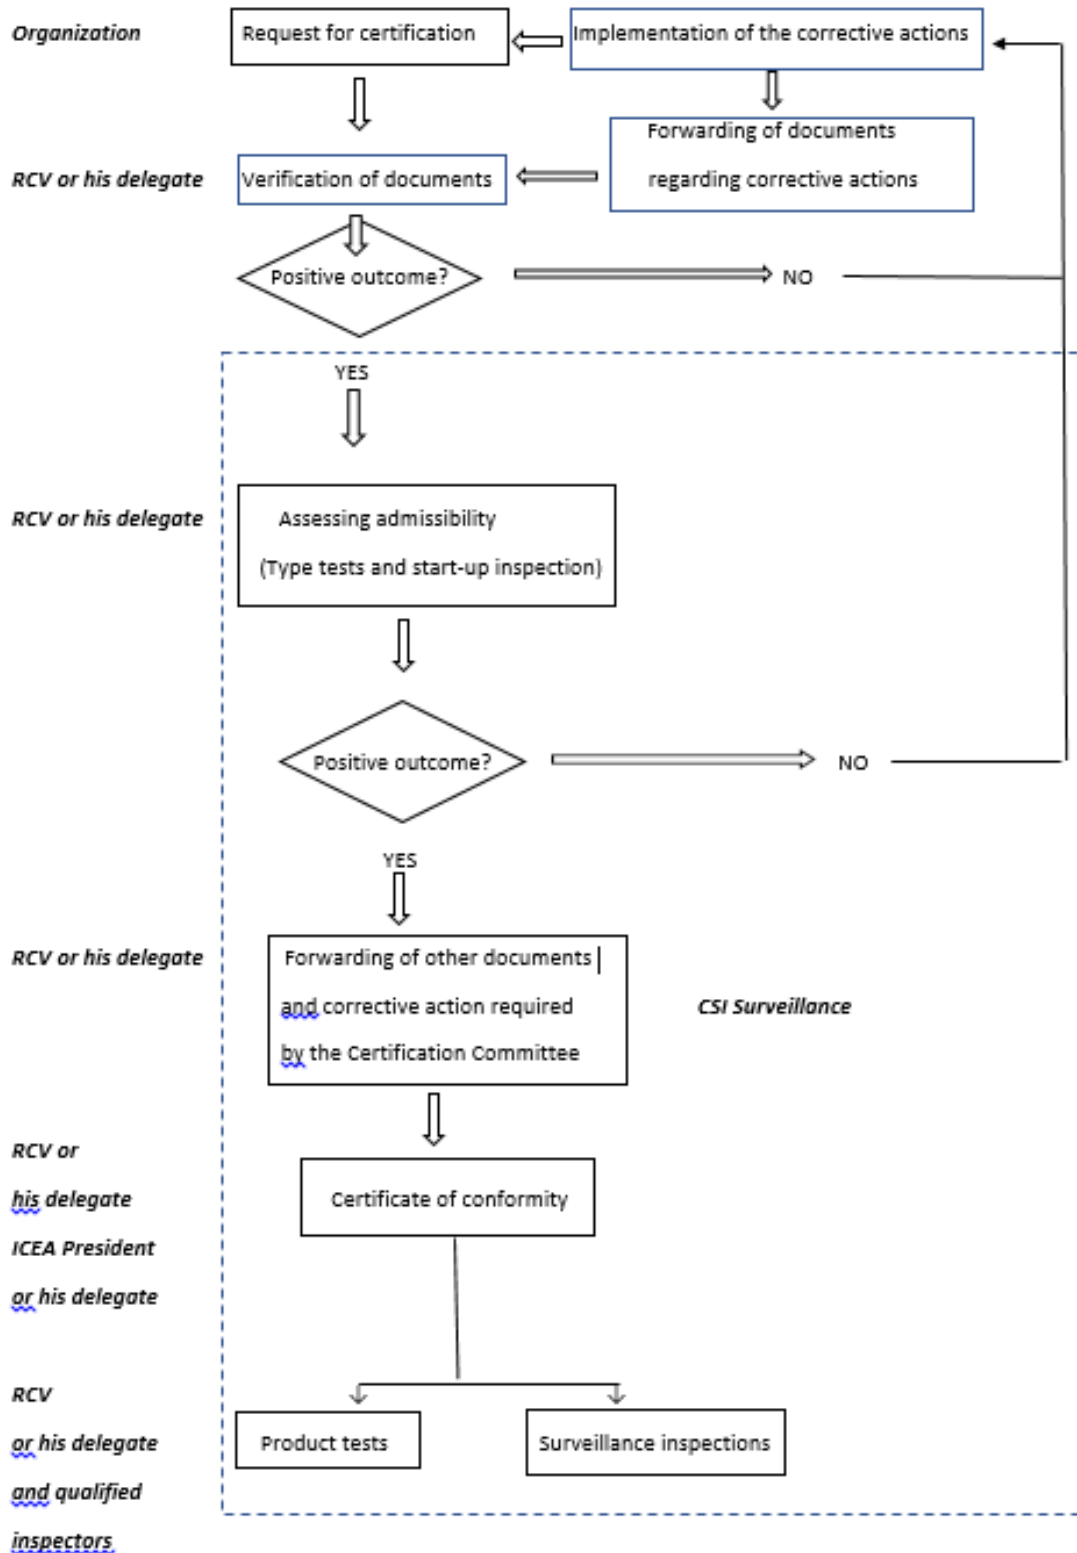 Organization
Request for certification
Implementation of the corrective actions
Forwarding of documents
regarding corrective actions
RCV or his delegate
Verification of documents
Positive outcome?
NO
YES
RCV or his delegate
Assessing admissibility
(Type tests and start-up inspection)
Positive outcome?
NO
YES
RCV or his delegate
Forwarding of other documents
and corrective action required
by the Certification Committee
CSI Surveillance
RCV or
his delegate
ICEA President
or his delegate
Certificate of conformity
RCV
or his delegate
and qualified
inspectors
Product tests
Surveillance inspections